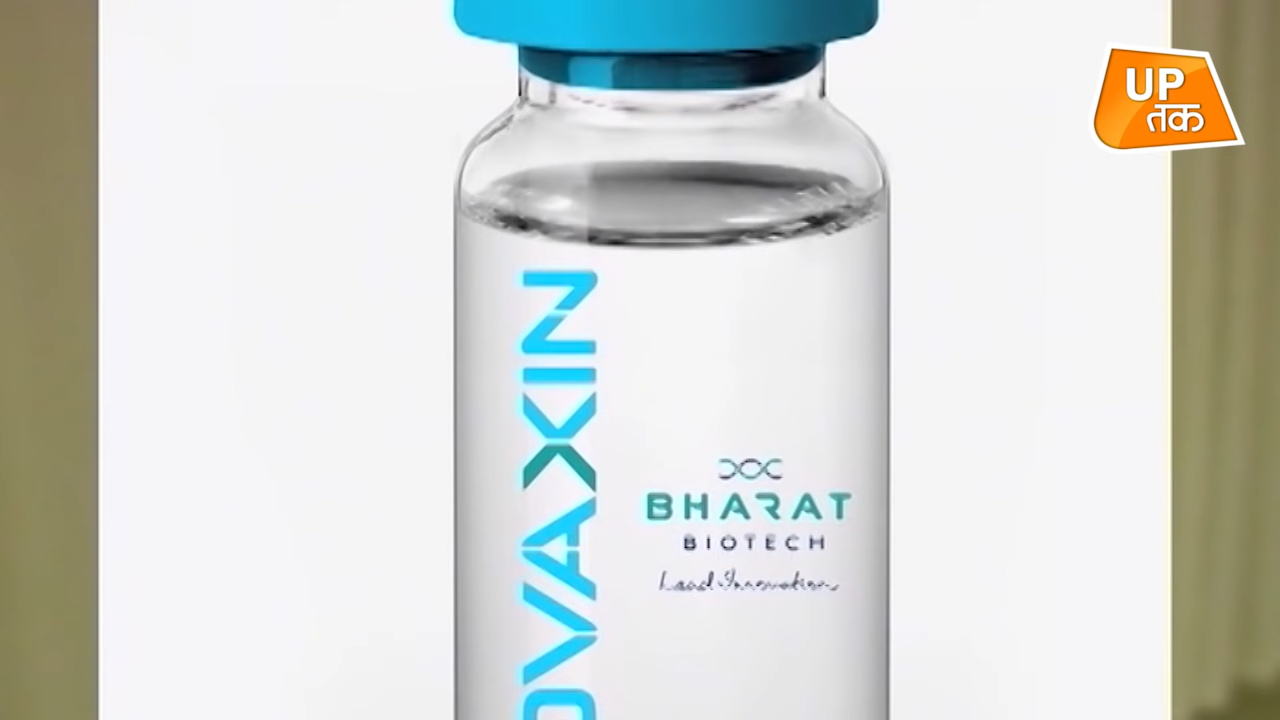 UP
तक
OVAXIN
BHARAT
BIOTECH
Lead Innovation